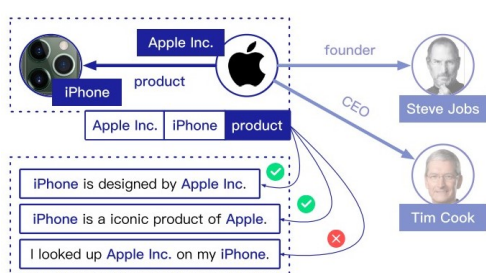 Apple Inc.
founder
product
iPhone
CEO
Steve Jobs
Apple Inc. iPhone product
iPhone is designed by Apple Inc.
iPhone is a iconic product of Apple.
Tim Cook
I looked up Apple Inc. on my iPhone.